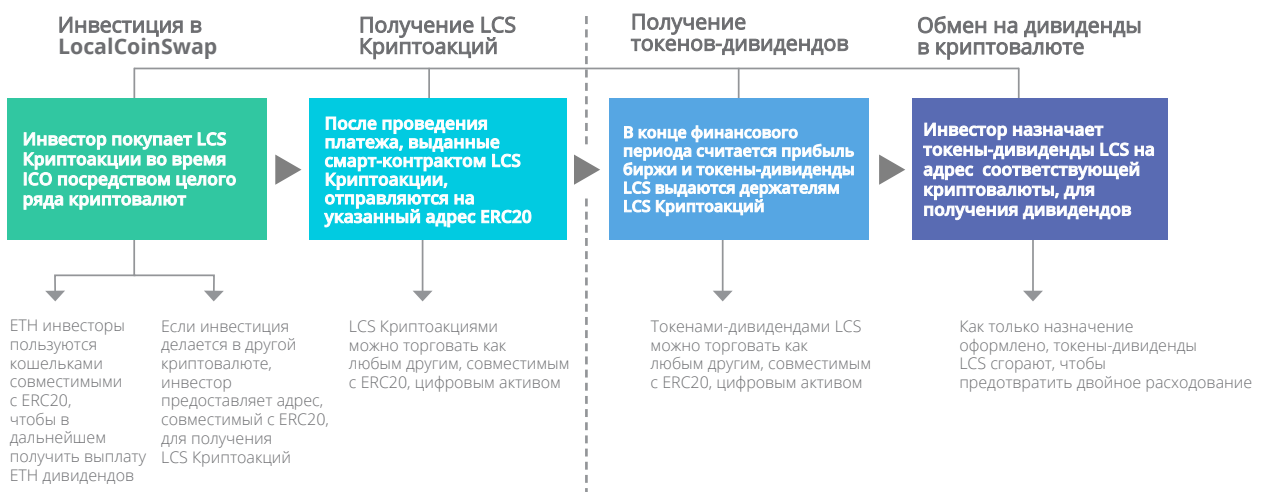 Инвестиция в
LocalCoinSwap
Получение LCS
Криптоакций
Получение
токенов-дивидендов
Обмен на дивиденды
в криптовалюте
Инвестор покупает LCS
Криптоакции во время
ICO посредством целого
ряда криптовалют
После проведения
платежа, выданные
смарт-контрактом LCS
Криптоакции,
отправляются на
указанный адрес ERC20
В конце финансового
периода считается прибыль
биржи и токены-дивиденды
LCS выдаются держателям
LCS Криптоакций
Инвестор назначает
токены-дивиденды LCS на
адрес соответствующей
криптовалюты, для
получения дивидендов
ETH инвесторы
пользуются
кошельками
совместимыми
с ERC20,
чтобы в
дальнейшем
получить выплату
ETH дивидендов
Если инвестиция
делается в другой
криптовалюте,
инвестор
предоставляет адрес,
совместимый с ERC20,
для получения
LCS Криптоакций
LCS Криптоакциями
можно торговать как
любым другим, совместимым
с ERC20, цифровым активом
Токенами-дивидендами LCS
можно торговать как
любым другим, совместимым
с ERC20, цифровым активом
Как только назначение
оформлено, токены-дивиденды
LCS сгорают, чтобы
предотвратить двойное расходование